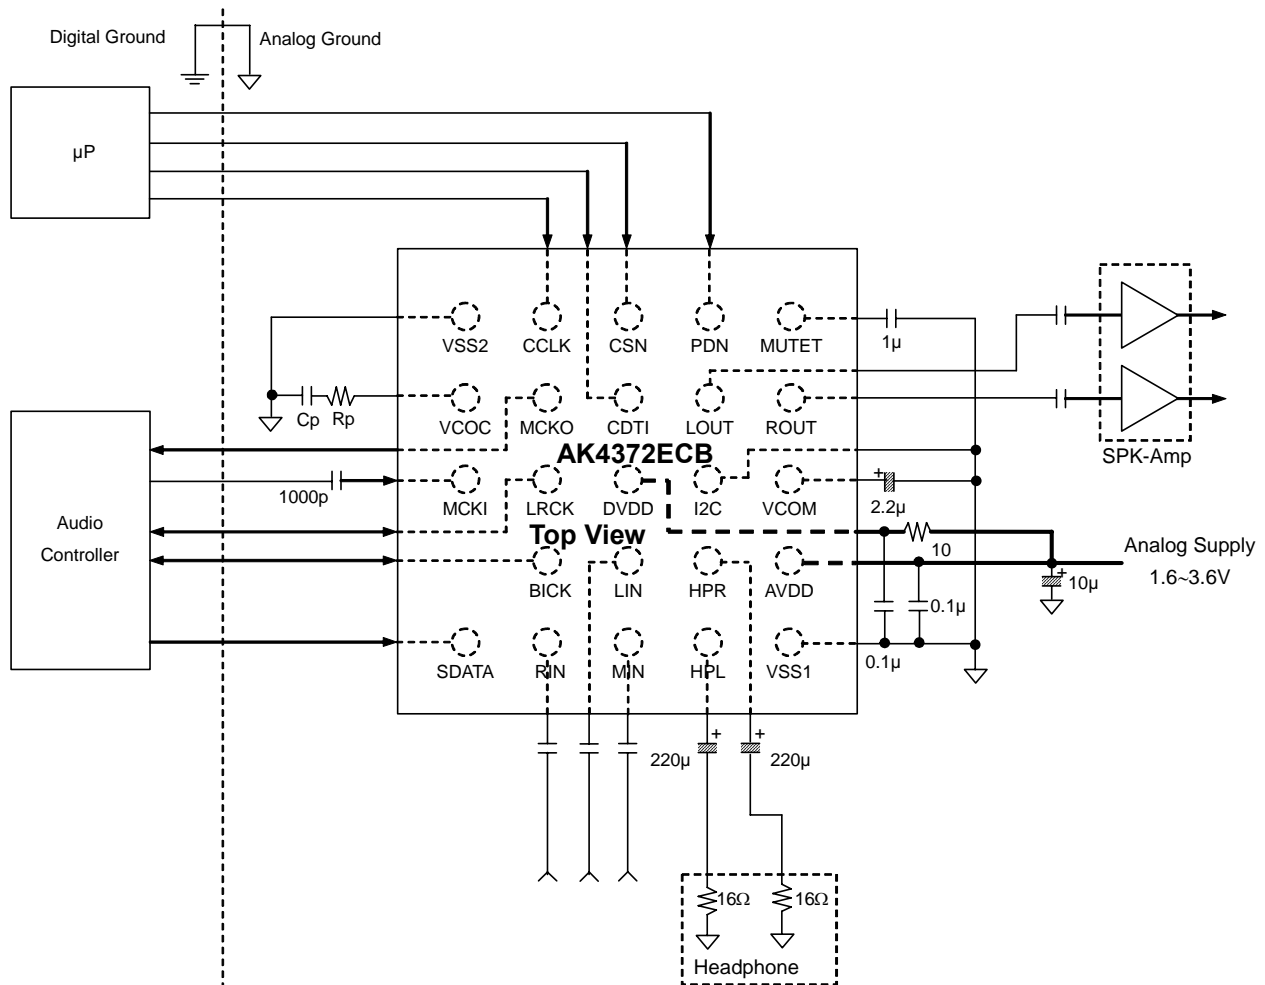 Digital Ground
Analog Ground
µP
VSS2
CCLK
CSN
PDN
MUTET
1µ
Cp
Rp
VCOC
MCKO
CDTI
LOUT
ROUT
SPK-Amp
AK4372ECB
1000p
MCKI
LRCK
DVDD
I2C
VCOM
+
2.2µ
Audio
Controller
Top View
10
Analog Supply
1.6~3.6V
+
10µ
BICK
LIN
HPR
AVDD
0.1µ
0.1µ
SDATA
RIN
MIN
HPL
VSS1
+
220µ
+
220µ
16Ω
16Ω
Headphone